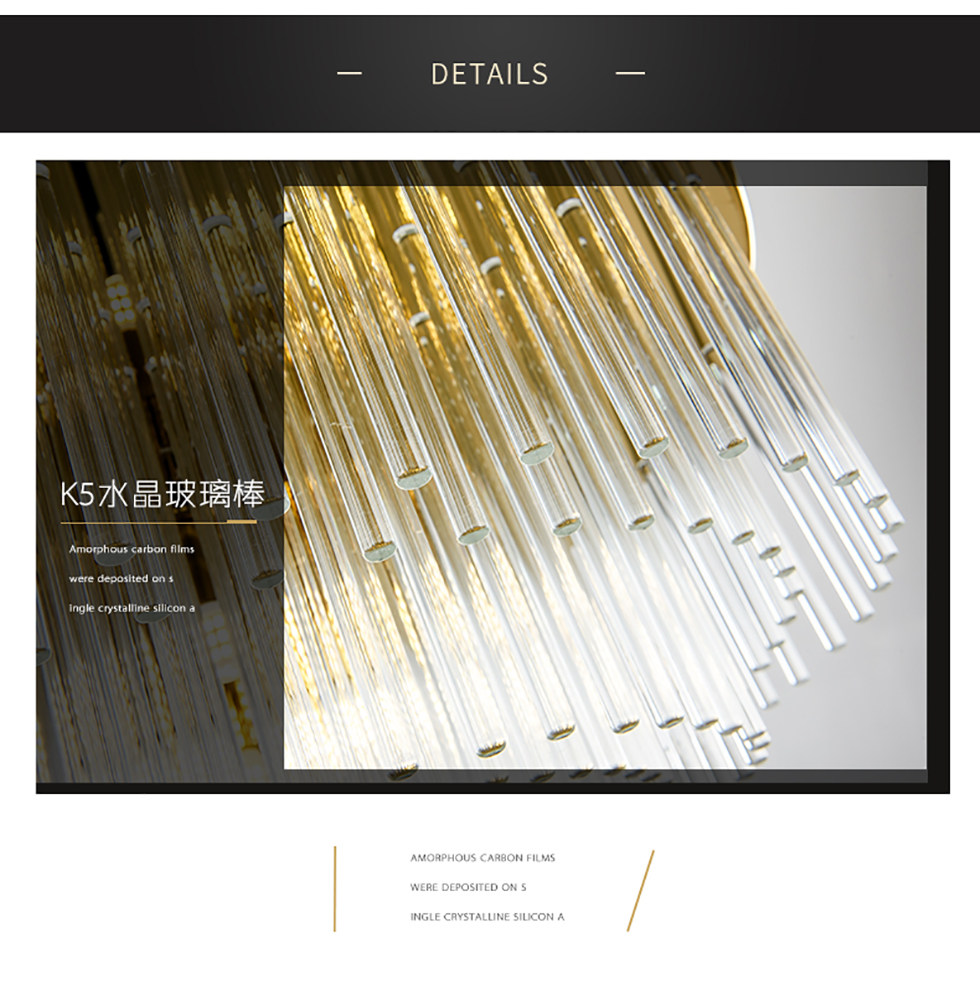 DETAILS
K5水晶玻璃棒
Amorphous carbon films
were deposited on s
ingle crystalline silicon a
AMORPHOUS CARBON FILMS
WERE DEPOSITED ON S
INGLE CRYSTALLINE SILICON A